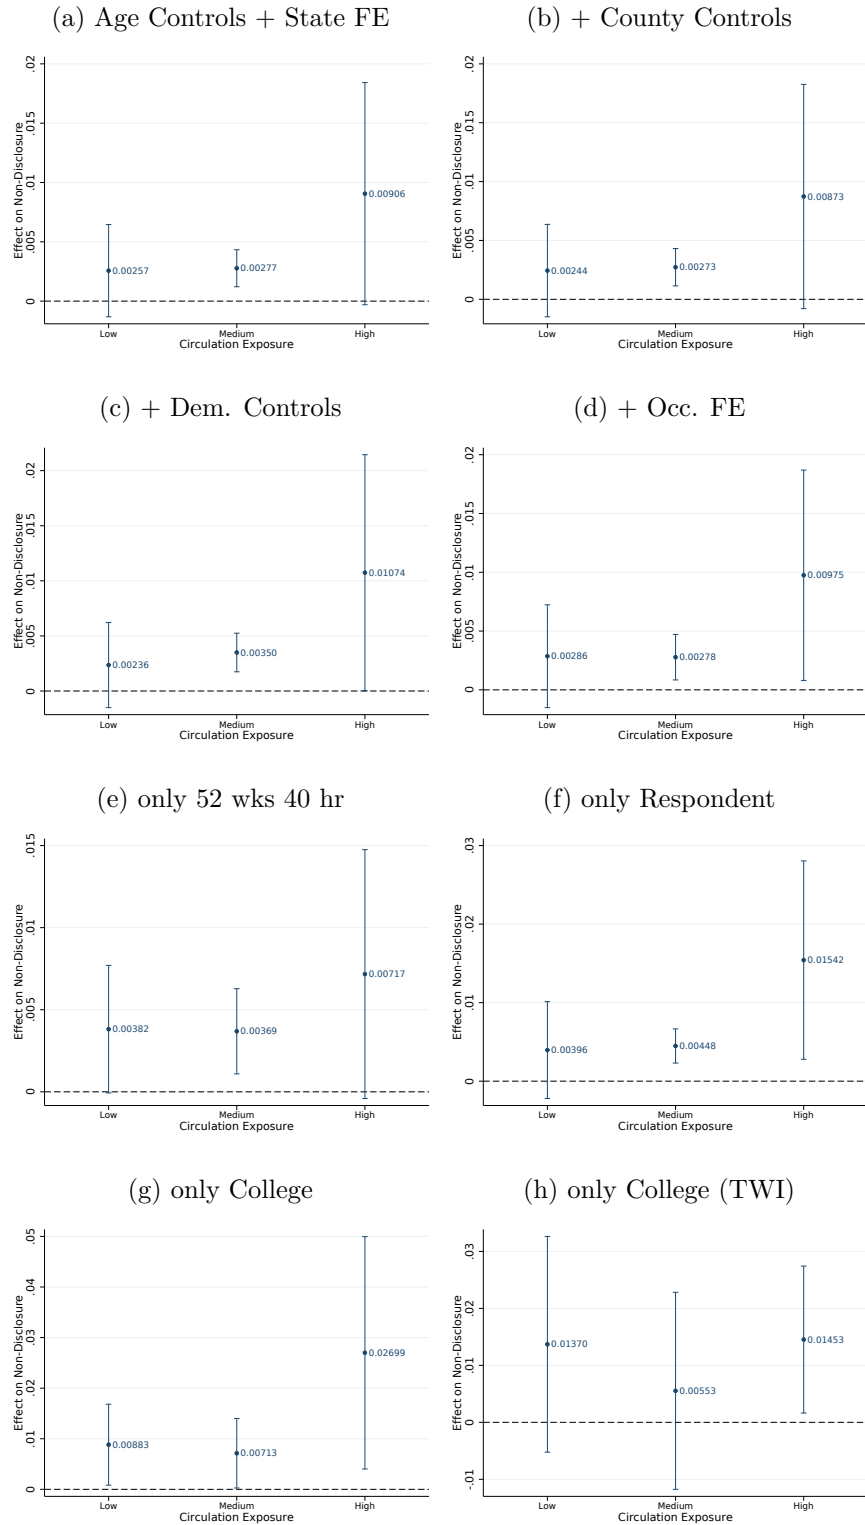 (a) Age Controls + State FE
Effect on Non-Disclosure
.02
.015
.01
.005
0
0.00257
0.00277
0.00906
Low
Medium
High
Circulation Exposure
(b) + County Controls
Effect on Non-Disclosure
.02
.015
.01
.005
0
0.00244
0.00273
0.00873
Low
Medium
High
Circulation Exposure
(c) + Dem. Controls
Effect on Non-Disclosure
.02
.015
.01
.005
0
0.00236
0.00350
0.01074
Low
Medium
High
Circulation Exposure
(d) + Occ. FE
Effect on Non-Disclosure
.02
.015
.01
.005
0
0.00286
0.00278
0.00975
Low
Medium
High
Circulation Exposure
(e) only 52 wks 40 hr
Effect on Non-Disclosure
.015
.01
.005
0
0.00382
0.00369
0.00717
Low
Medium
High
Circulation Exposure
(f) only Respondent
Effect on Non-Disclosure
.03
.02
.01
0
0.00396
0.00448
0.01542
Low
Medium
High
Circulation Exposure
(g) only College
Effect on Non-Disclosure
.05
.04
.03
.02
.01
0
0.00883
0.00713
0.02699
Low
Medium
High
Circulation Exposure
(h) only College (TWI)
Effect on Non-Disclosure
.03
.02
.01
0
-.01
0.01370
0.00553
0.01453
Low
Medium
High
Circulation Exposure